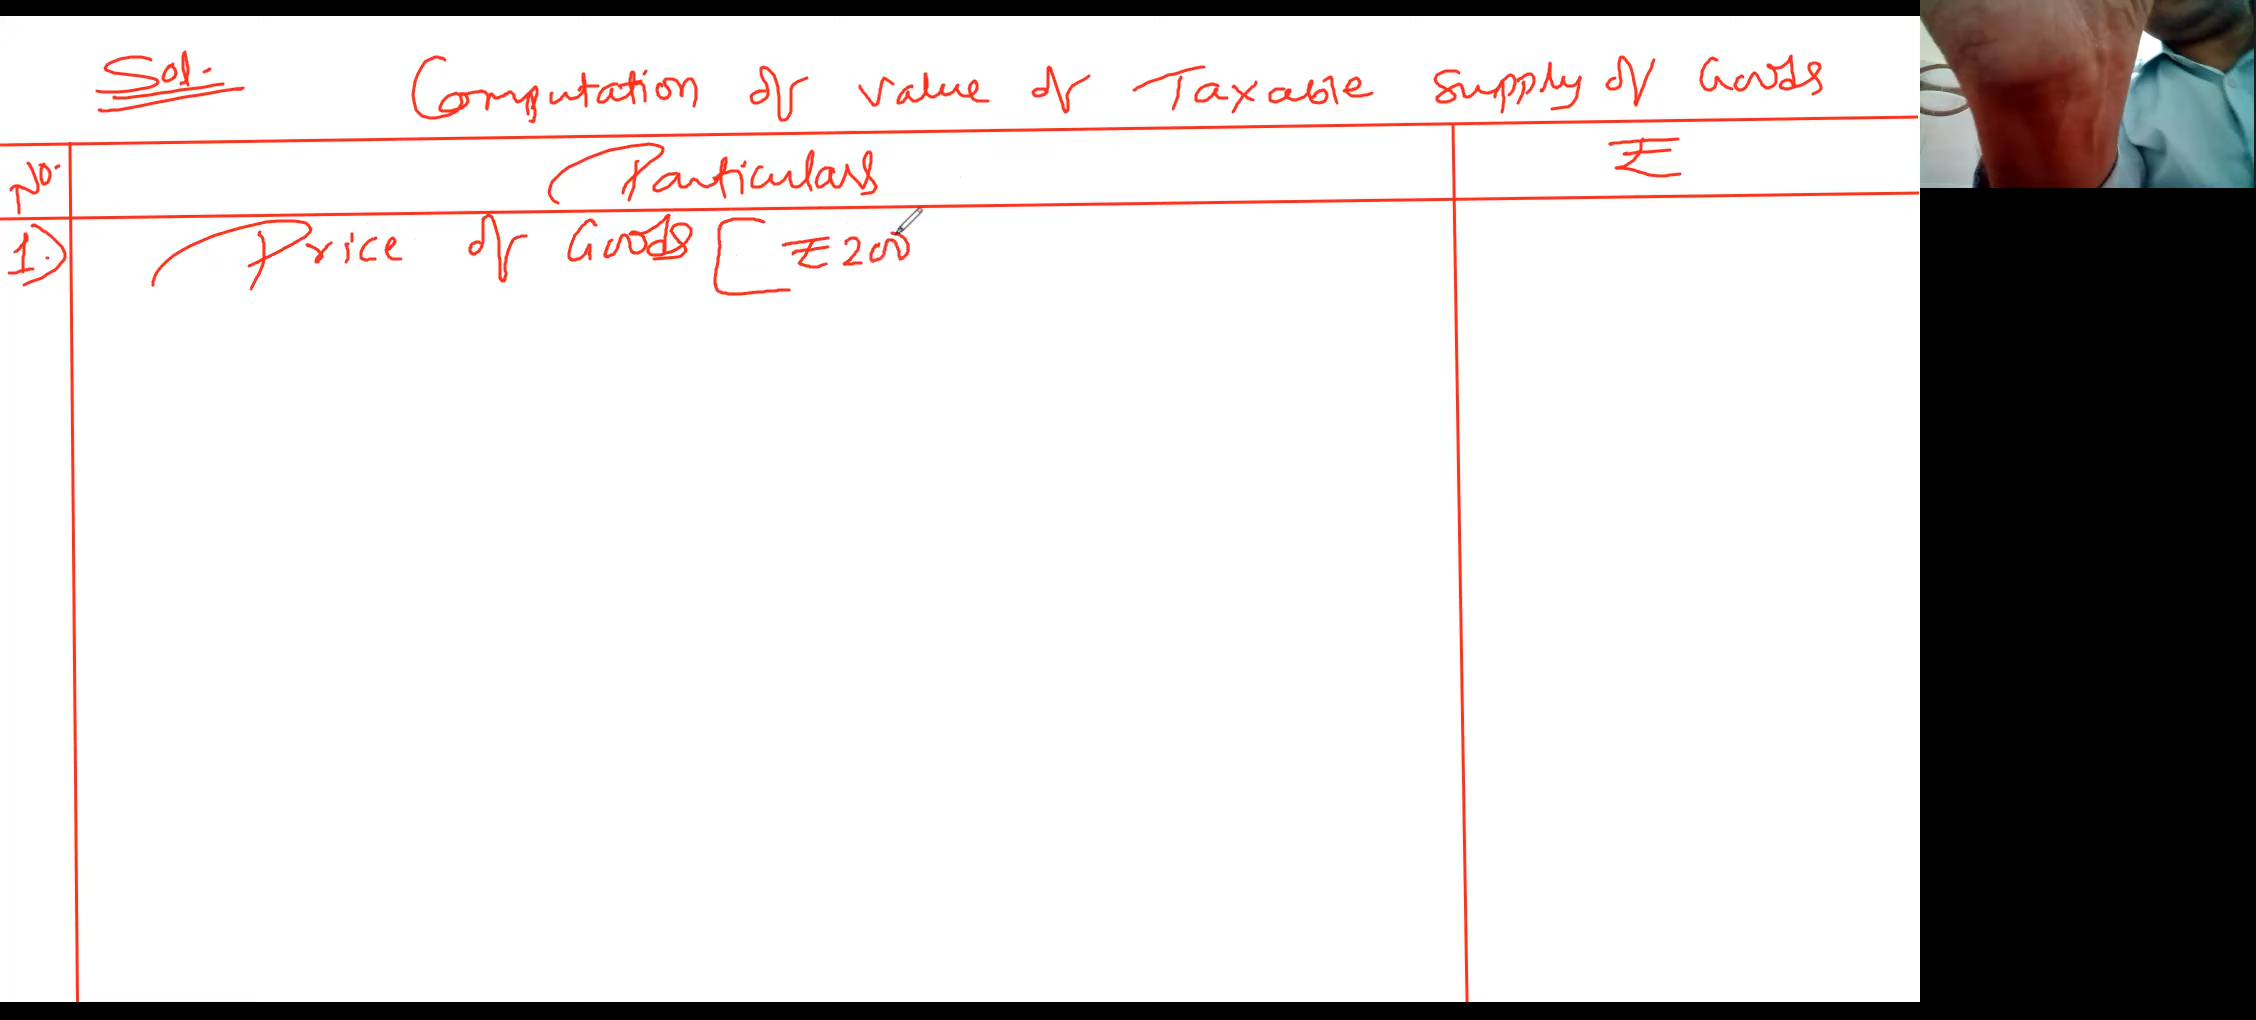 Sol. Computation of value of Taxable supply of Goods
No. Particulars ₹
1.) Price of Goods [ ₹ 200